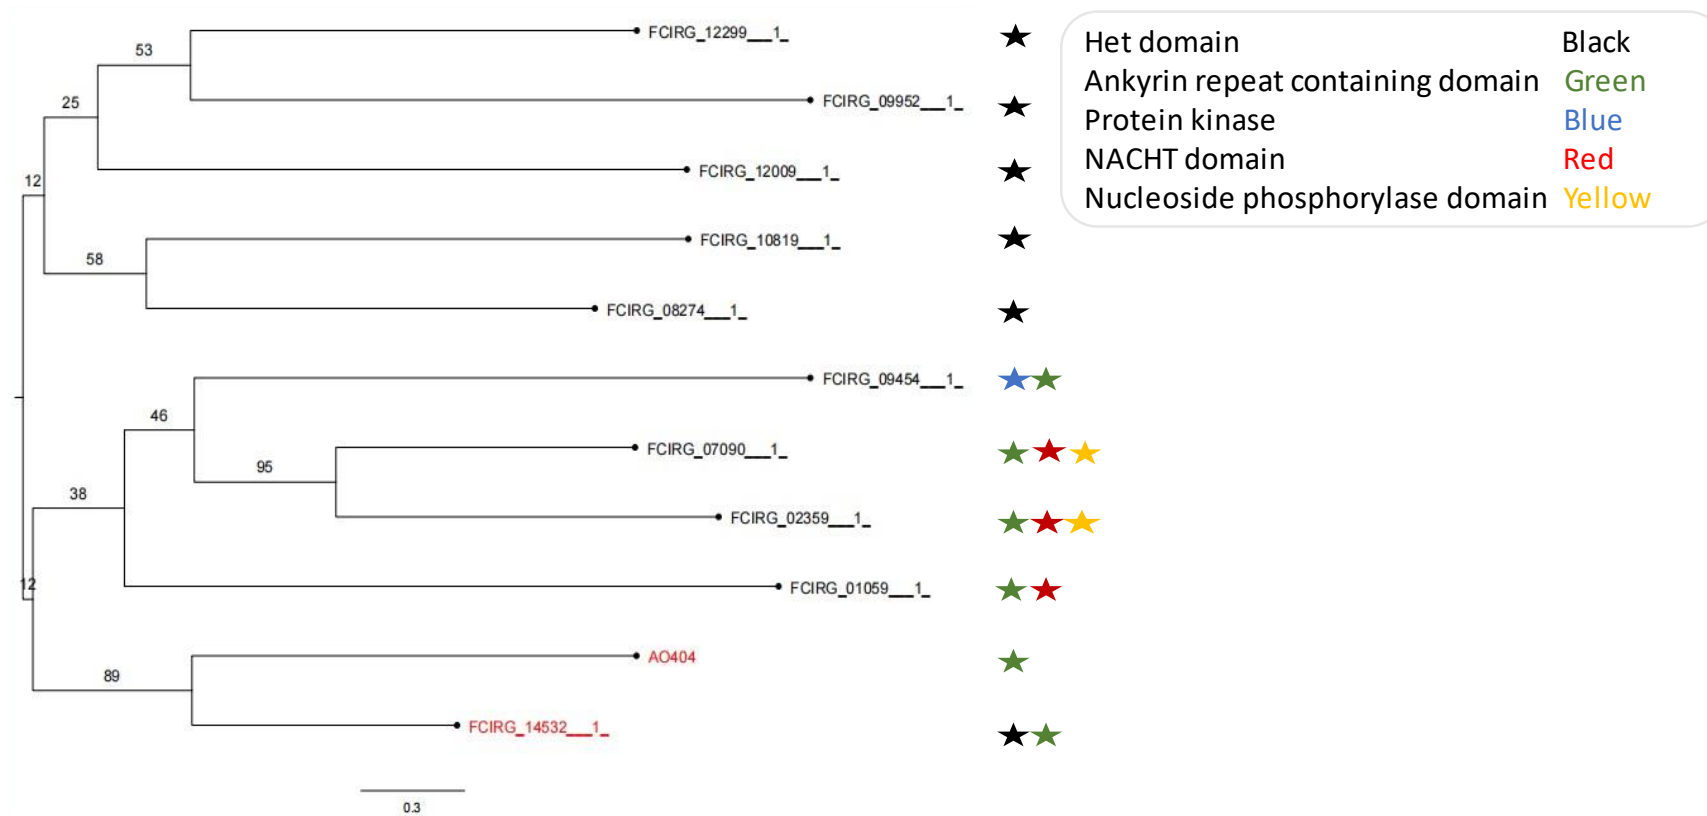 FCIRG_12299___1_
53
FCIRG_09952___1_
25
FCIRG_12009___1_
12
FCIRG_10819___1_
58
FCIRG_08274___1_
FCIRG_09454___1_
46
FCIRG_07090___1_
95
38
FCIRG_02359___1_
12
FCIRG_01059___1_
AO404
89
FCIRG_14532___1_
0.3
Het domain Black
Ankyrin repeat containing domain Green
Protein kinase Blue
NACHT domain Red
Nucleoside phosphorylase domain Yellow